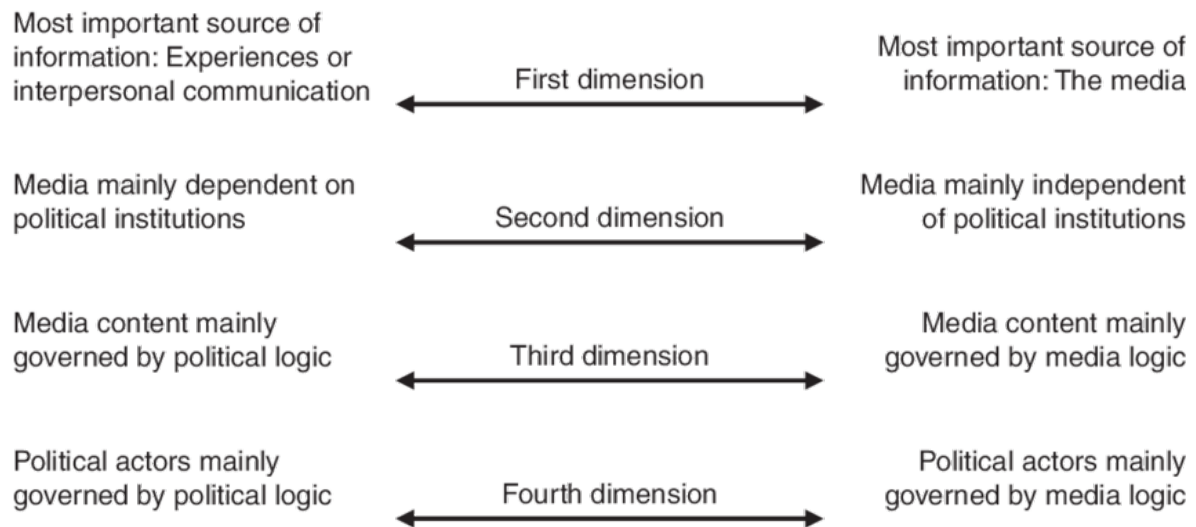 Most important source of
information: Experiences or
interpersonal communication
First dimension
Most important source of
information: The media
Media mainly dependent on
political institutions
Second dimension
Media mainly independent
of political institutions
Media content mainly
governed by political logic
Third dimension
Media content mainly
governed by media logic
Political actors mainly
governed by political logic
Fourth dimension
Political actors mainly
governed by media logic